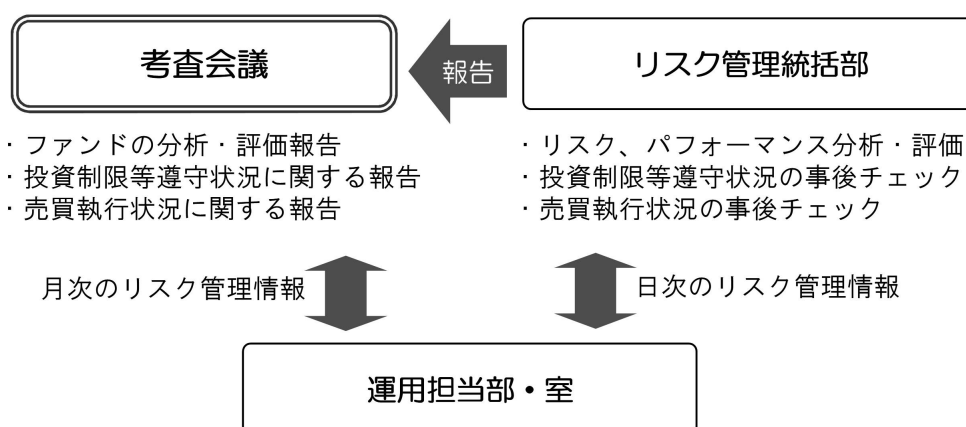 考査会議
報告
リスク管理統括部
・ファンドの分析・評価報告
・投資制限等遵守状況に関する報告
・売買執行状況に関する報告
・リスク、パフォーマンス分析・評価
・投資制限等遵守状況の事後チェック
・売買執行状況の事後チェック
月次のリスク管理情報
日次のリスク管理情報
運用担当部・室